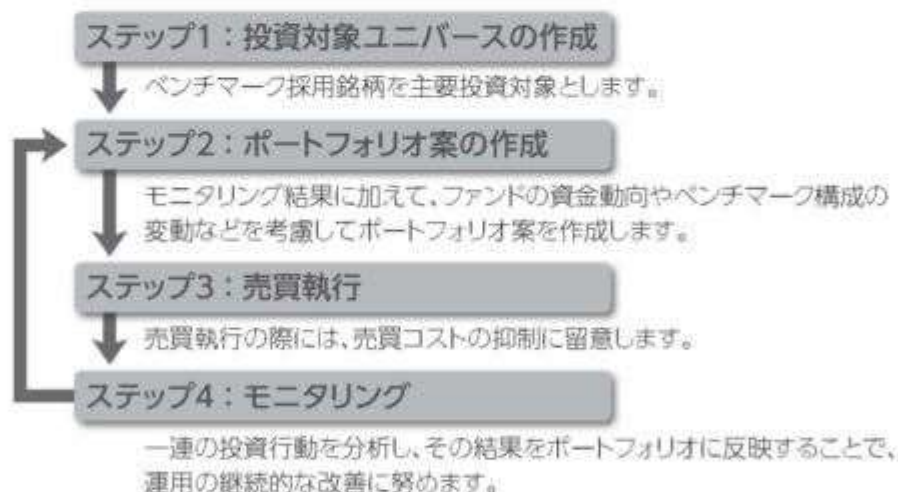 ステップ1：投資対象ユニバースの作成
ベンチマーク採用銘柄を主要投資対象とします。
ステップ2：ポートフォリオ案の作成
モニタリング結果に加えて、ファンドの資金動向やベンチマーク構成の
変動などを考慮してポートフォリオ案を作成します。
ステップ3：売買執行
売買執行の際には、売買コストの抑制に留意します。
ステップ4：モニタリング
一連の投資行動を分析し、その結果をポートフォリオに反映することで、
運用の継続的な改善に努めます。